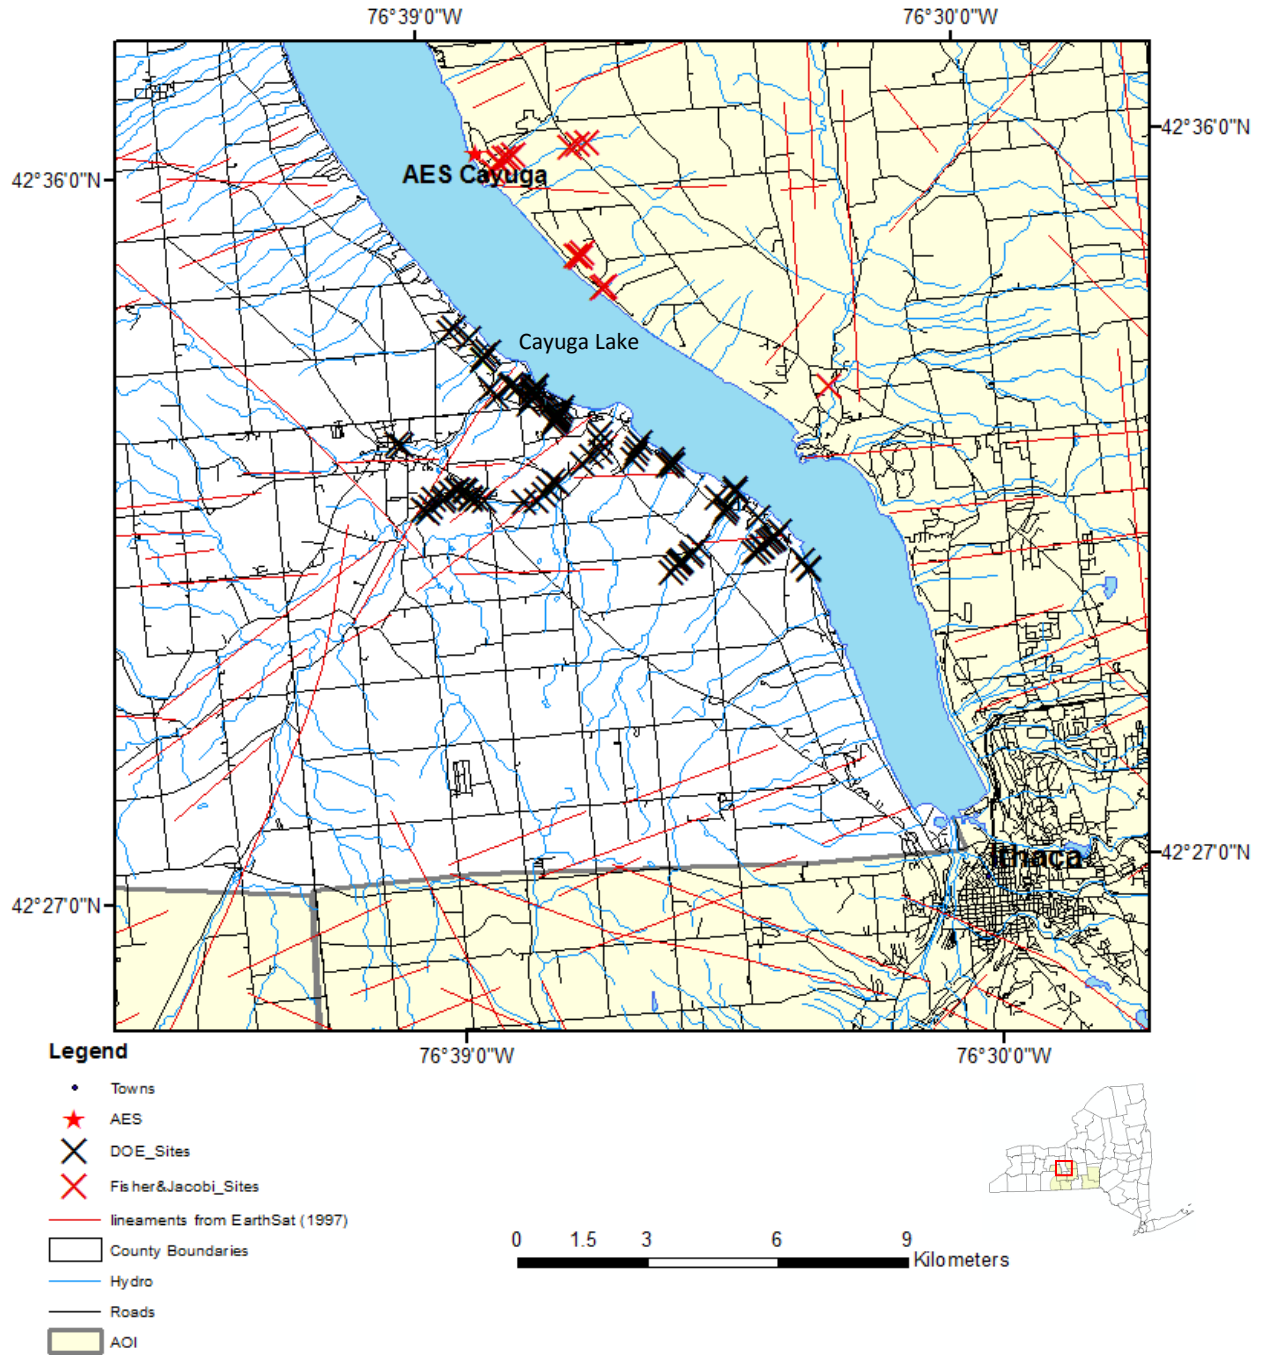 76°39'0"W 76°30'0"W
42°36'0"N
42°36'0"N
AES Cayuga
Cayuga Lake
42°27'0"N
Ithaca
42°27'0"N
76°39'0"W 76°30'0"W
Legend
Towns
AES
DOE_Sites
Fisher&Jacobi_Sites
lineaments from EarthSat (1997)
County Boundaries
Hydro
Roads
AOI
0 1.5 3 6 9
Kilometers